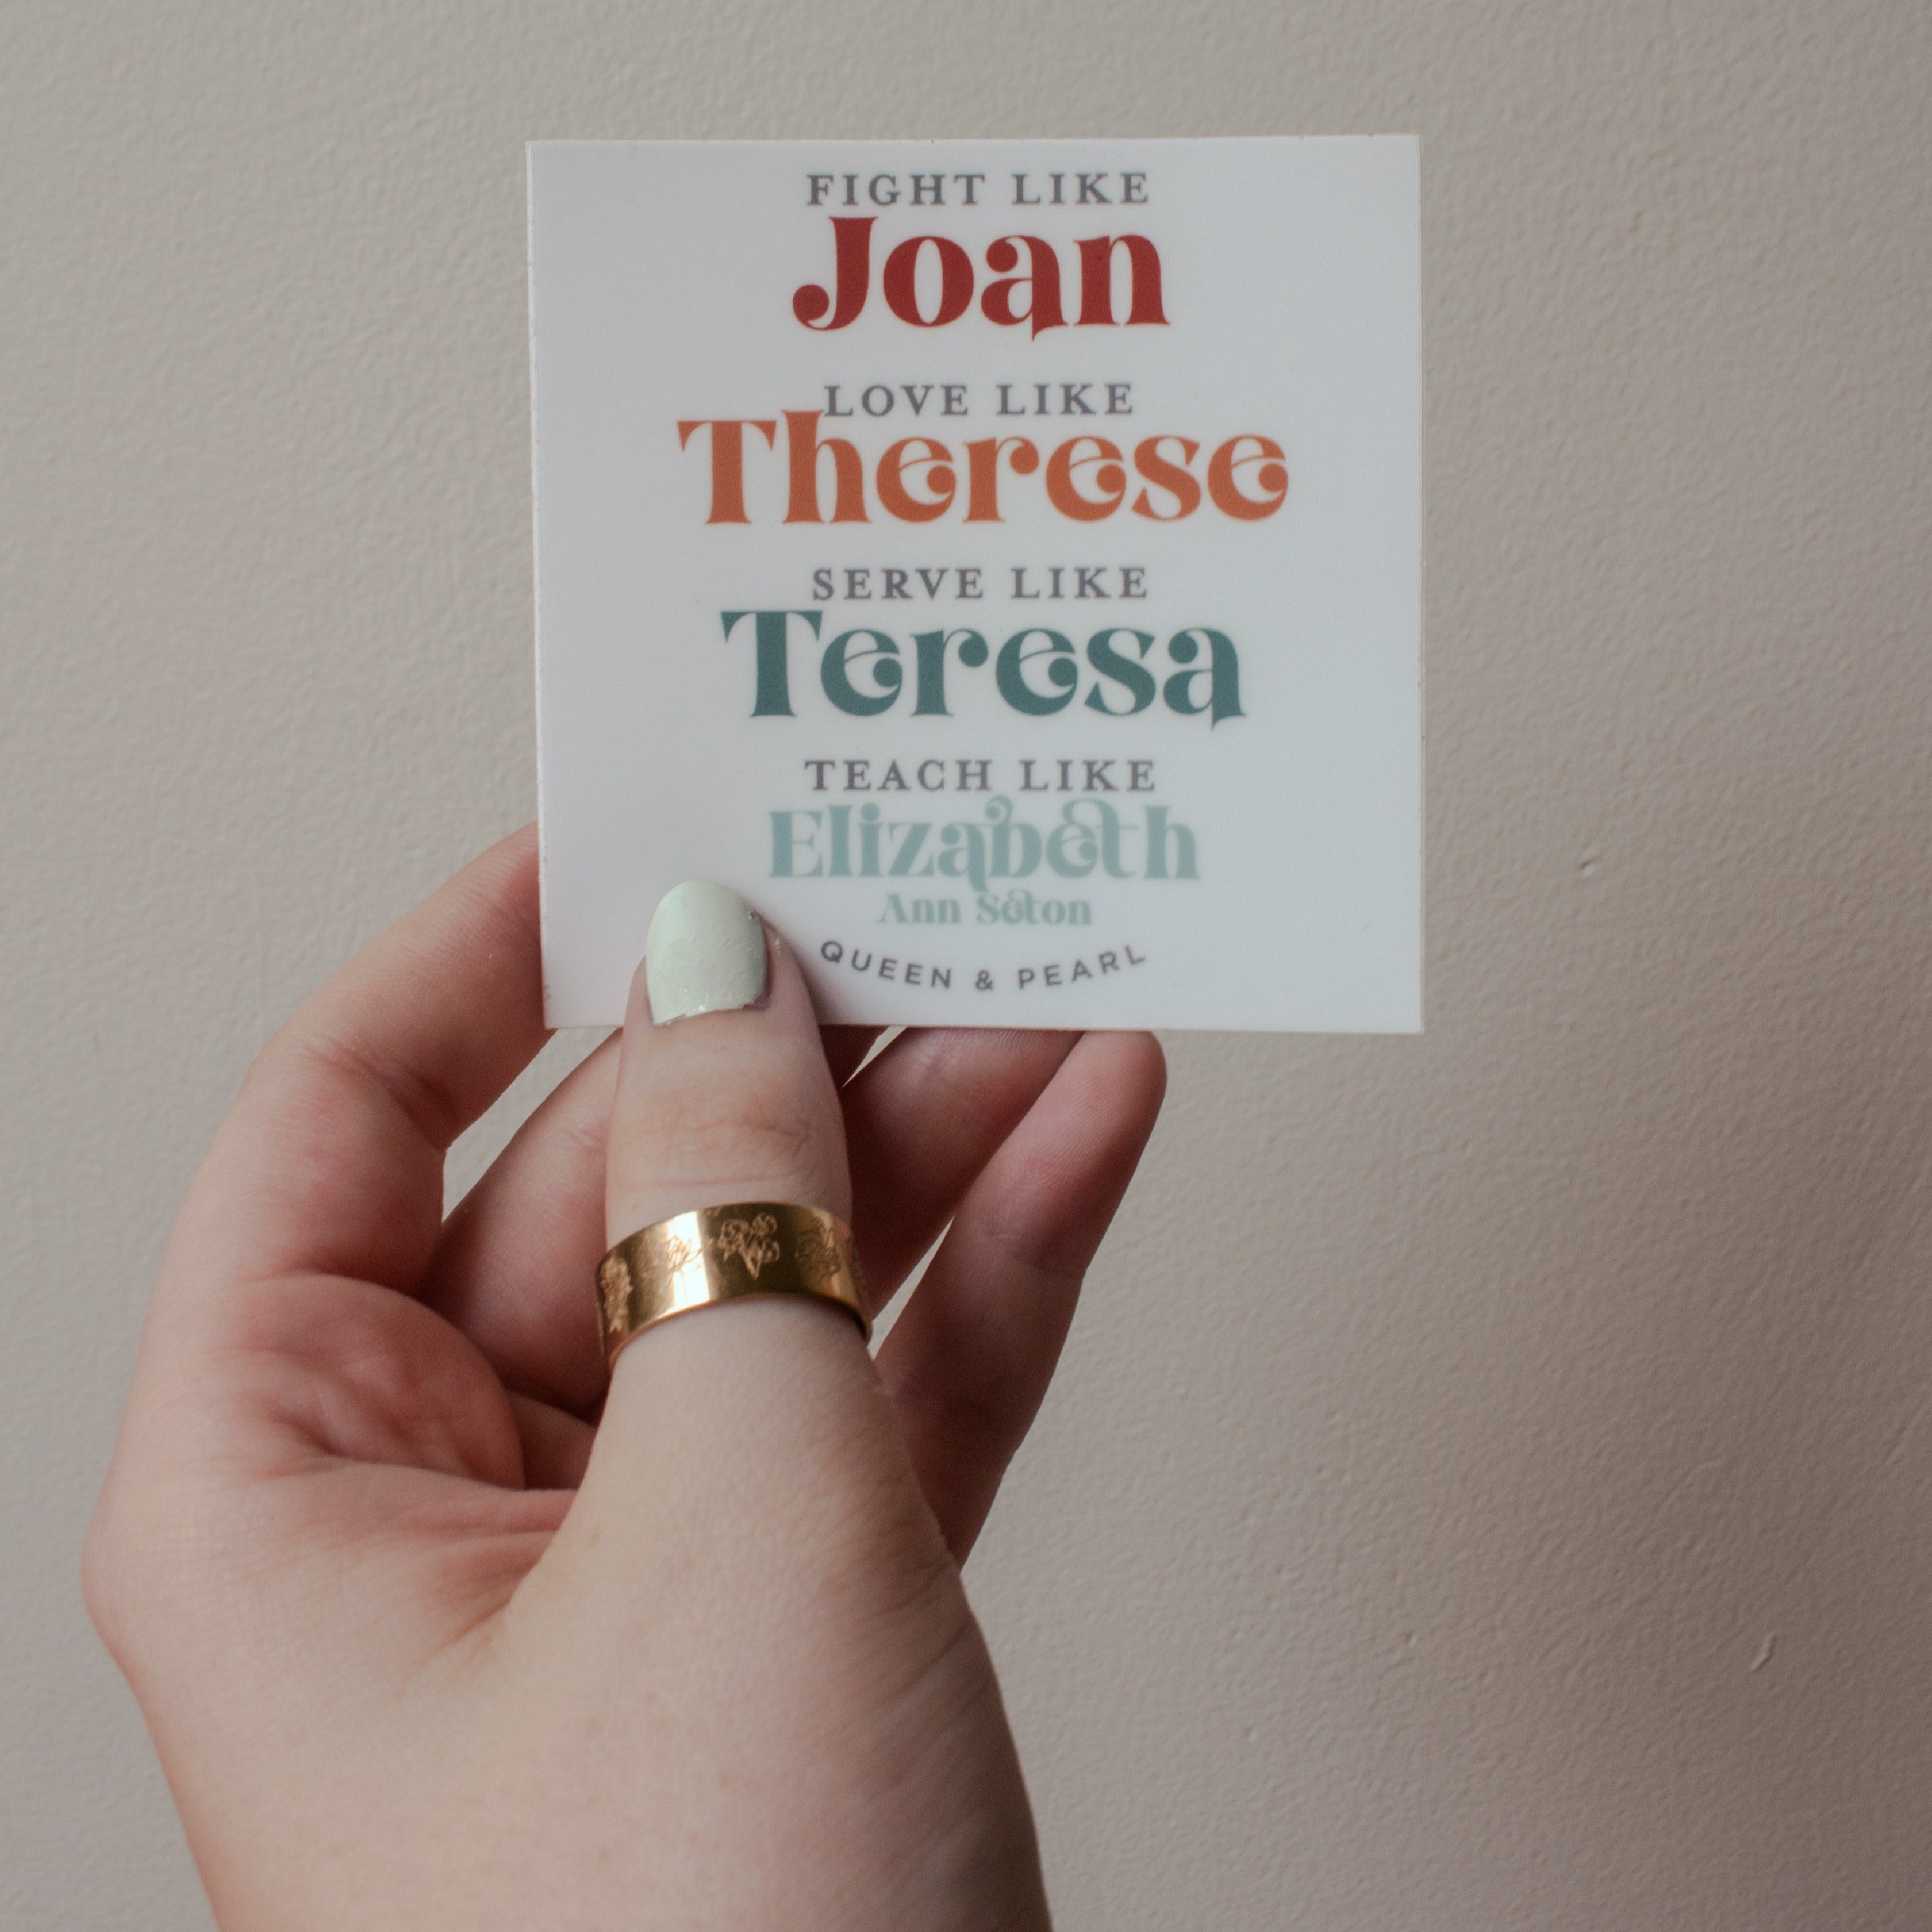 FIGHT LIKE
Joan
LOVE LIKE
Therese
SERVE LIKE
Teresa
TEACH LIKE
Elizabeth
Ann Seton
QUEEN & PEARL